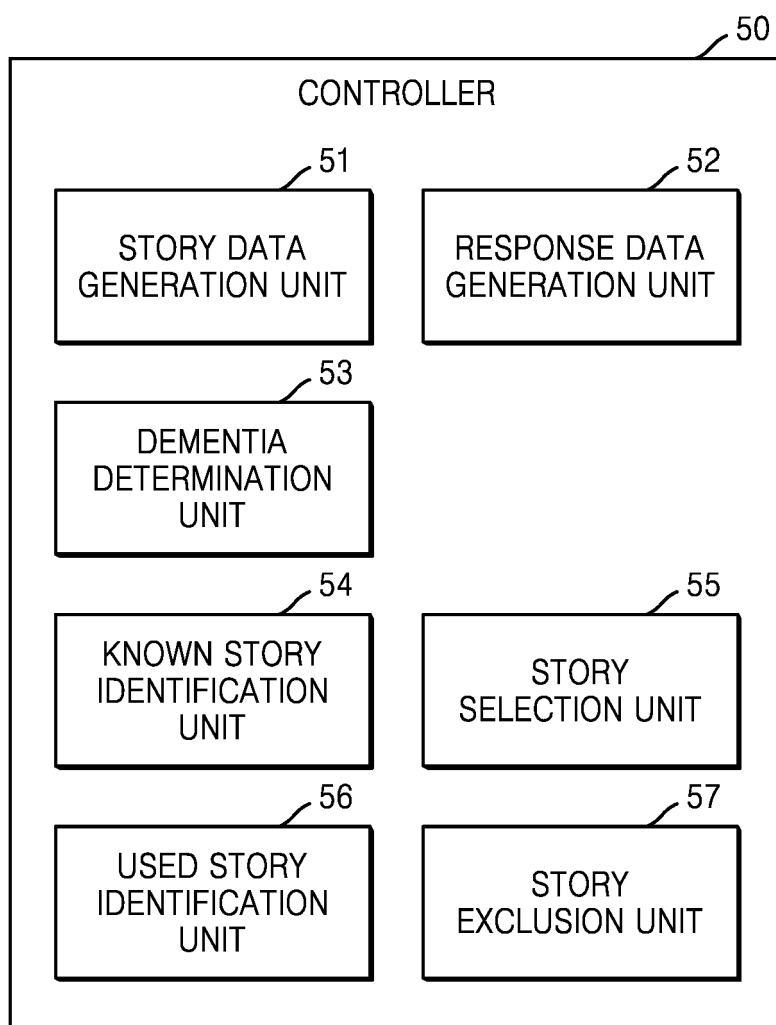 50
CONTROLLER
51
STORY DATA
GENERATION UNIT
52
RESPONSE DATA
GENERATION UNIT
53
DEMENTIA
DETERMINATION
UNIT
54
KNOWN STORY
IDENTIFICATION
UNIT
55
STORY
SELECTION UNIT
56
USED STORY
IDENTIFICATION
UNIT
57
STORY
EXCLUSION UNIT